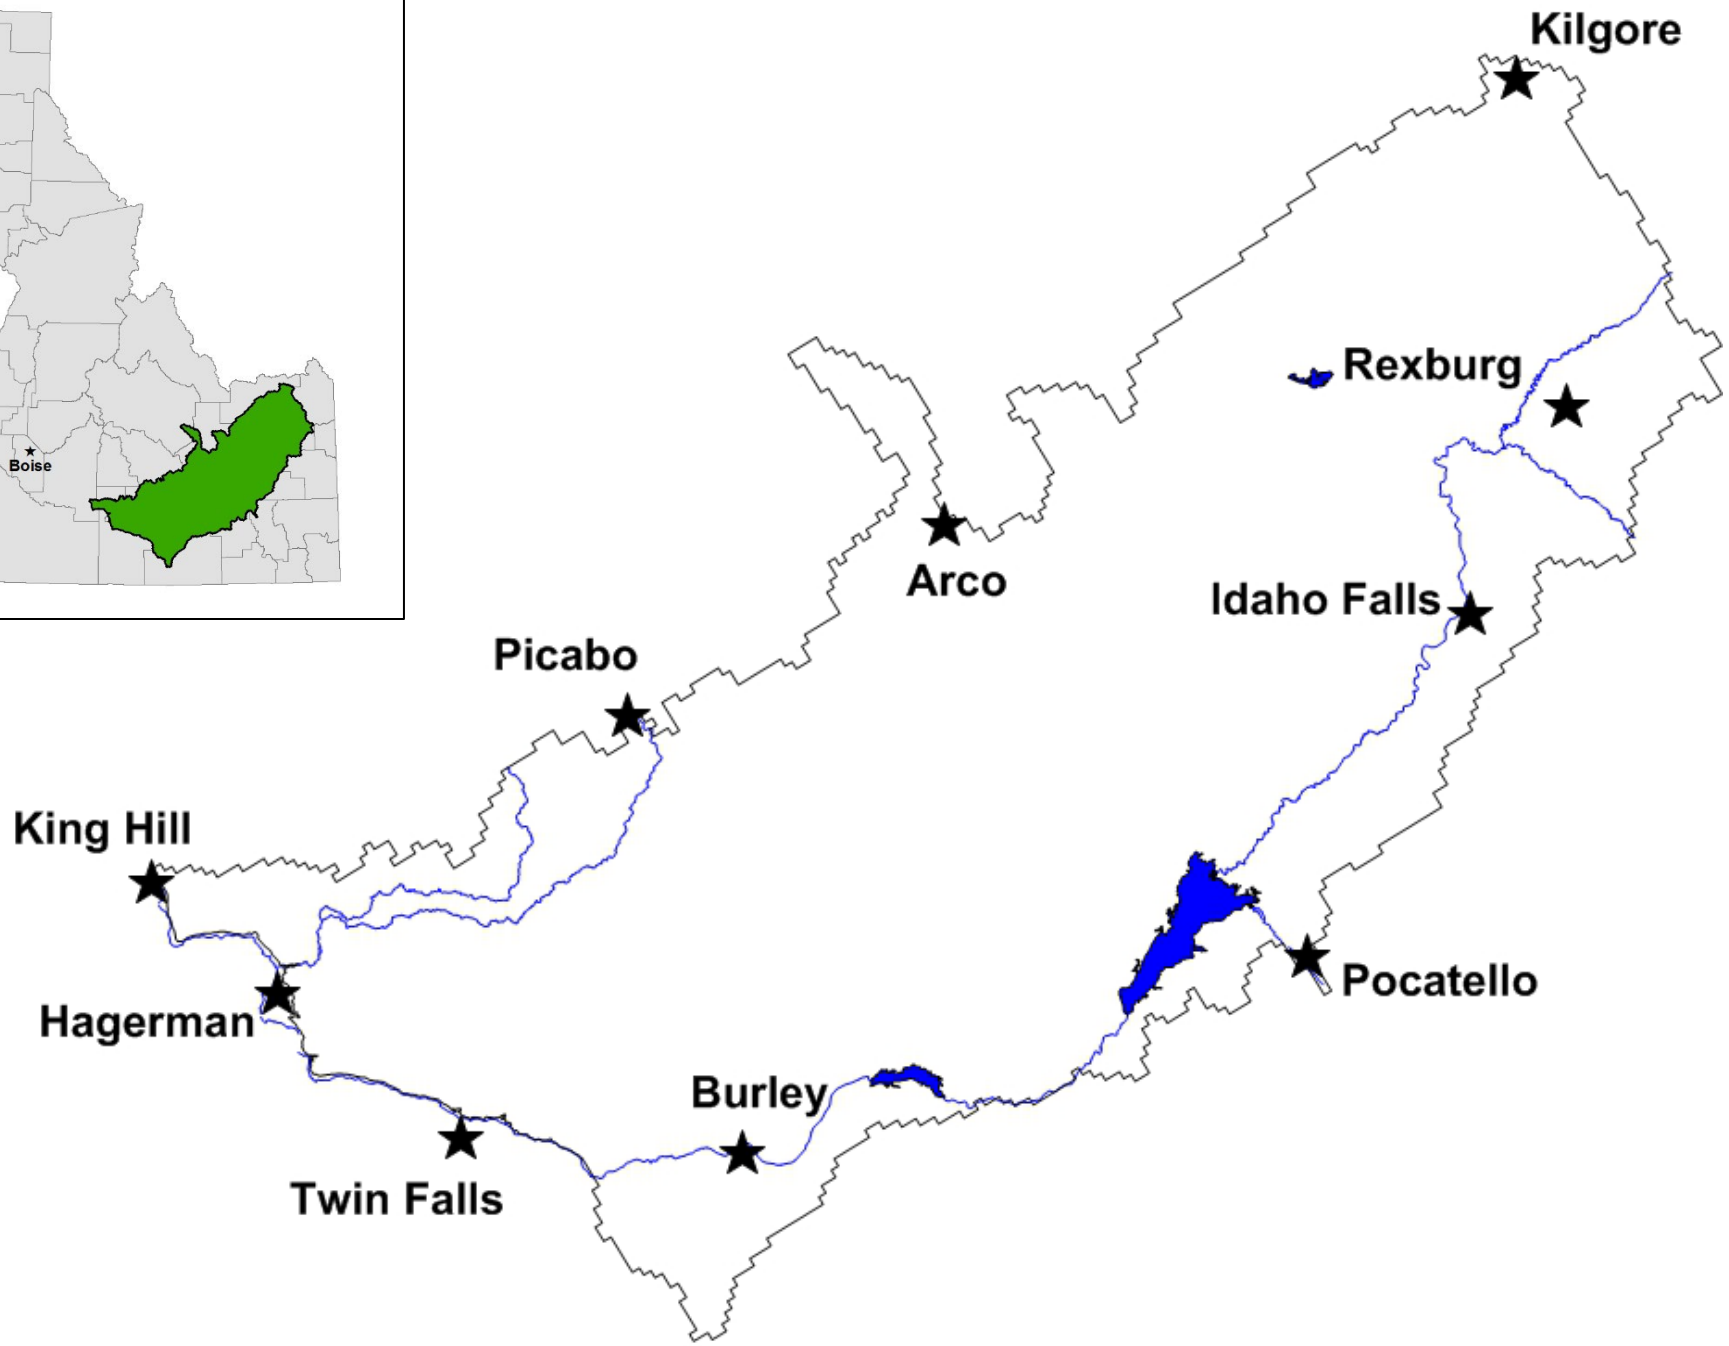 Kilgore
Boise
Rexburg
Arco
Idaho Falls
Picabo
King Hill
Pocatello
Hagerman
Burley
Twin Falls